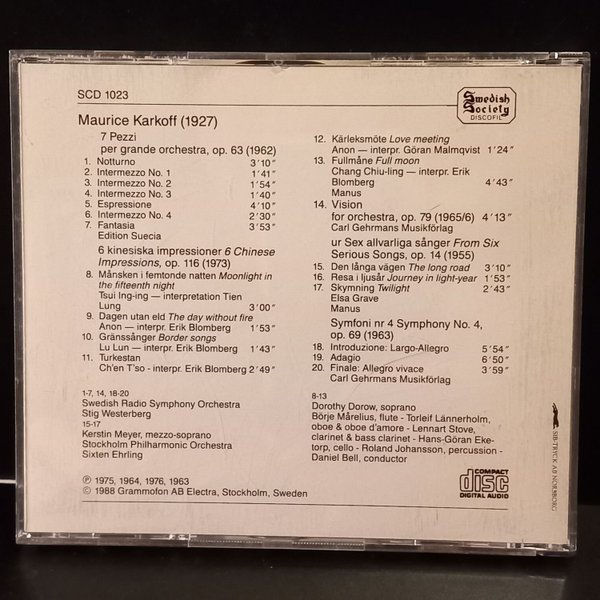 SCD 1023
Swedish
Society
DISCOFIL
Maurice Karkoff (1927)
7 Pezzi
per grande orchestra, op. 63 (1962)
1. Notturno 3'10"
2. Intermezzo No. 1 1'41"
3. Intermezzo No. 2 1'54"
4. Intermezzo No. 3 1'40"
5. Espressione 4'10"
6. Intermezzo No. 4 2'30"
7. Fantasia 3'53"
Edition Suecia
6 kinesiska impressioner 6 Chinese
Impressions, op. 116 (1973)
8. Månsken i femtonde natten Moonlight in
the fifteenth night
Tsui Ing-ing — interpretation Tien
Lung 3'00"
9. Dagen utan eld The day without fire
Anon — interpr. Erik Blomberg 1'53"
10. Gränssånger Border songs
Lu Lun — interpr. Erik Blomberg 1'43"
11. Turkestan
Ch'en T'so - interpr. Erik Blomberg 2'49"
12. Kärleksmöte Love meeting
Anon — interpr. Göran Malmqvist 1'24"
13. Fullmåne Full moon
Chang Chiu-ling — interpr. Erik
Blomberg 4'43"
Manus
14. Vision
for orchestra, op. 79 (1965/6) 4'13"
Carl Gehrmans Musikförlag
ur Sex allvarliga sånger From Six
Serious Songs, op. 14 (1955)
15. Den långa vägen The long road 3'10"
16. Resa i ljusår Journey in light-year 1'53"
17. Skymning Twilight 2'43"
Elsa Grave
Manus
Symfoni nr 4 Symphony No. 4,
op. 69 (1963)
18. Introduzione: Largo-Allegro 5'54"
19. Adagio 6'50"
20. Finale: Allegro vivace 3'59"
Carl Gehrmans Musikförlag
1-7, 14, 18-20
Swedish Radio Symphony Orchestra
Stig Westerberg
15-17
Kerstin Meyer, mezzo-soprano
Stockholm Philharmonic Orchestra
Sixten Ehrling
8-13
Dorothy Dorow, soprano
Börje Mårelius, flute - Torleif Lännerholm,
oboe & oboe d'amore - Lennart Stove,
clarinet & bass clarinet - Hans-Göran Eke-
torp, cello - Roland Johansson, percussion -
Daniel Bell, conductor
Ⓟ 1975, 1964, 1976, 1963
© 1988 Grammofon AB Electra, Stockholm, Sweden
COMPACT
disc
DIGITAL AUDIO
SIB-TRYCK AB NORRBORG